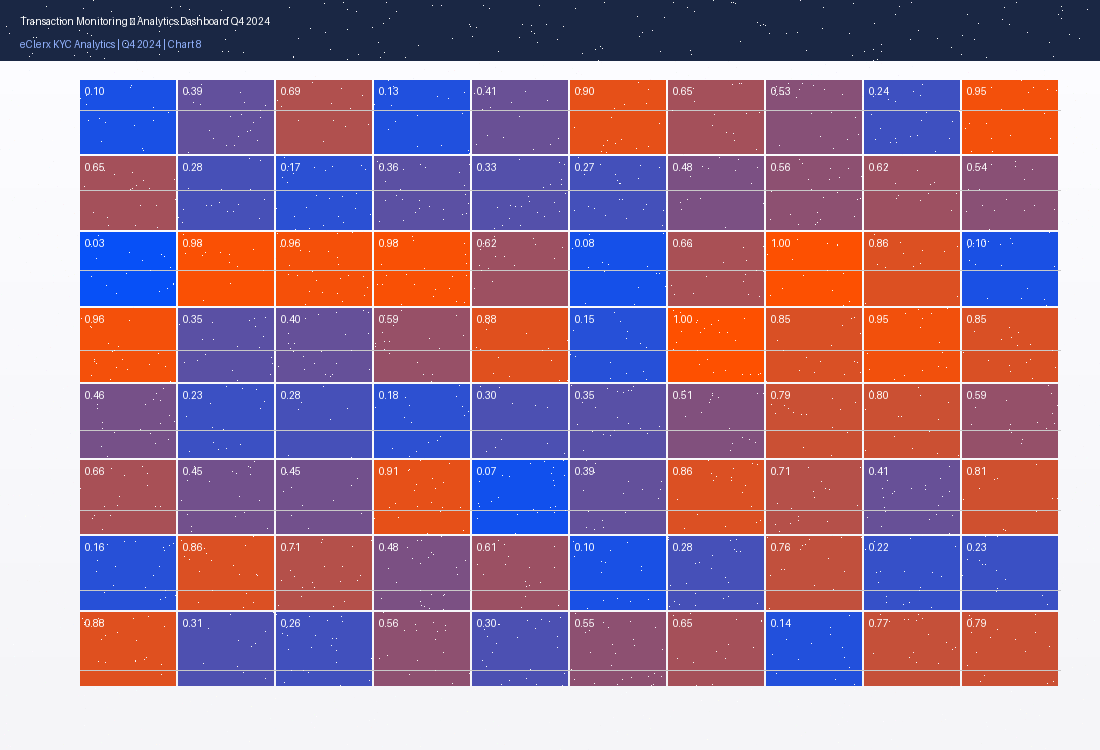 Transaction Monitoring Analytics Dashboard Q4 2024
eClerx KYC Analytics | Q4 2024 | Chart 8
0.10 0.39 0.69 0.13 0.41 0.90 0.65 0.53 0.24 0.95
0.65 0.28 0.17 0.36 0.33 0.27 0.48 0.56 0.62 0.54
0.03 0.98 0.96 0.98 0.62 0.08 0.66 1.00 0.86 0.10
0.96 0.35 0.40 0.59 0.88 0.15 1.00 0.85 0.95 0.85
0.46 0.23 0.28 0.18 0.30 0.35 0.51 0.79 0.80 0.59
0.66 0.45 0.45 0.91 0.07 0.39 0.86 0.71 0.41 0.81
0.16 0.86 0.71 0.48 0.61 0.10 0.28 0.76 0.22 0.23
0.88 0.31 0.26 0.56 0.30 0.55 0.65 0.14 0.77 0.79